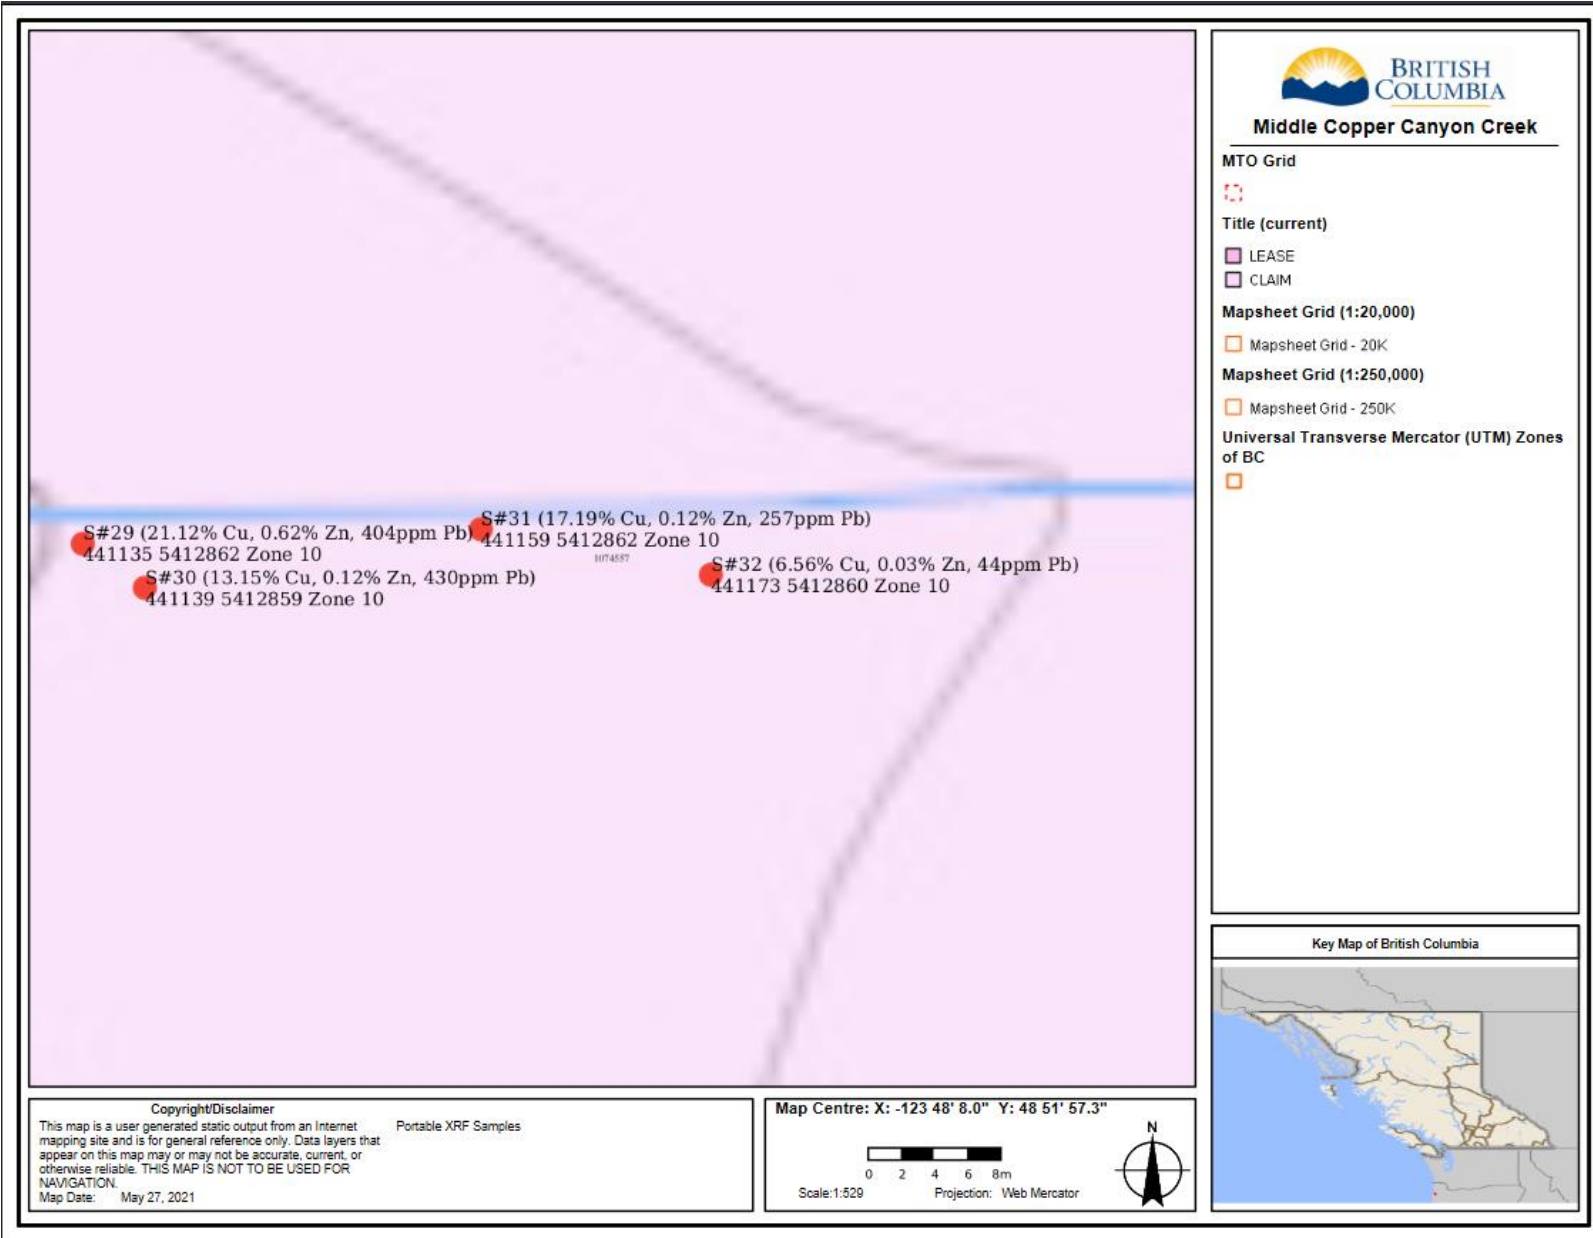 S#29 (21.12% Cu, 0.62% Zn, 404ppm Pb)
441135 5412862 Zone 10
S#30 (13.15% Cu, 0.12% Zn, 430ppm Pb)
441139 5412859 Zone 10
S#31 (17.19% Cu, 0.12% Zn, 257ppm Pb)
441159 5412862 Zone 10
1074557
S#32 (6.56% Cu, 0.03% Zn, 44ppm Pb)
441173 5412860 Zone 10
BRITISH
COLUMBIA
Middle Copper Canyon Creek
MTO Grid
Title (current)
LEASE
CLAIM
Mapsheet Grid (1:20,000)
Mapsheet Grid - 20K
Mapsheet Grid (1:250,000)
Mapsheet Grid - 250K
Universal Transverse Mercator (UTM) Zones
of BC
Key Map of British Columbia
Copyright/Disclaimer
This map is a user generated static output from an Internet
mapping site and is for general reference only. Data layers that
appear on this map may or may not be accurate, current, or
otherwise reliable. THIS MAP IS NOT TO BE USED FOR
NAVIGATION.
Map Date: May 27, 2021
Portable XRF Samples
Map Centre: X: -123 48' 8.0" Y: 48 51' 57.3"
0 2 4 6 8m
Scale:1:529 Projection: Web Mercator
N